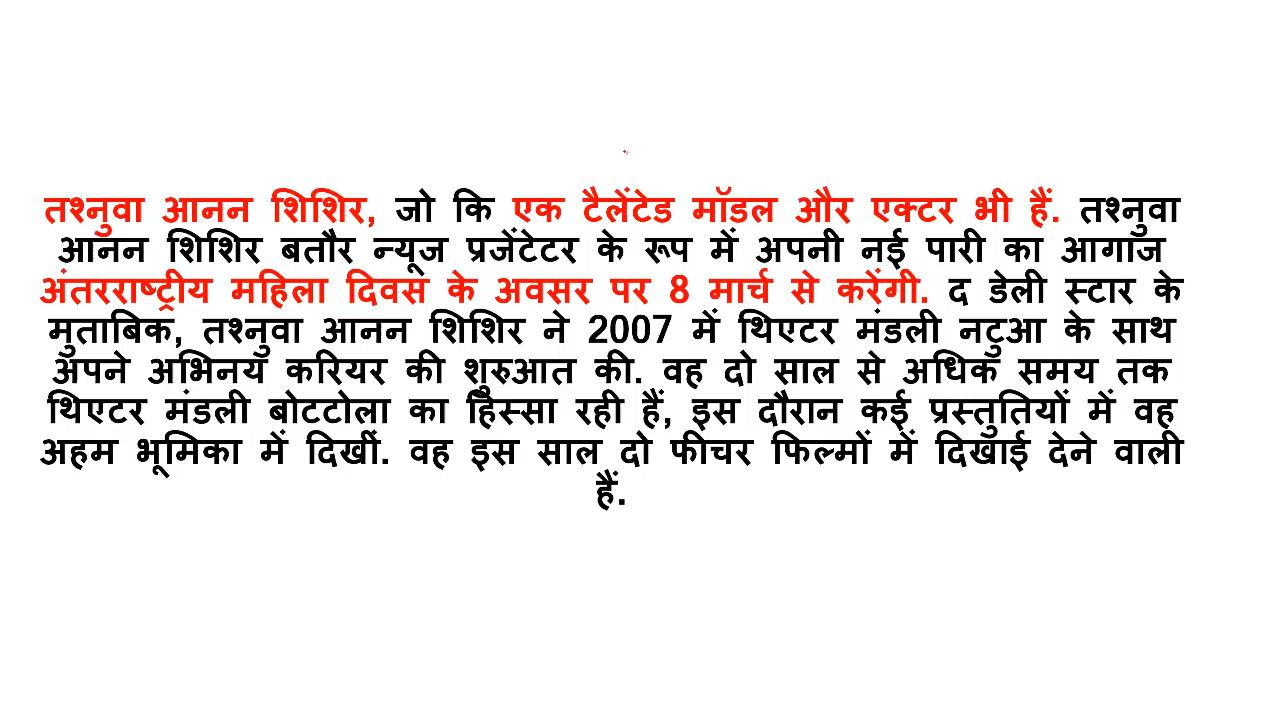 तश्नुवा आनन शिशिर, जो कि एक टैलेंटेड मॉडल और एक्टर भी हैं. तश्नुवा
आनन शिशिर बतौर न्यूज प्रजेंटेटर के रूप में अपनी नई पारी का आगाज
अंतरराष्ट्रीय महिला दिवस के अवसर पर 8 मार्च से करेंगी. द डेली स्टार के
मुताबिक, तश्नुवा आनन शिशिर ने 2007 में थिएटर मंडली नटुआ के साथ
अपने अभिनय करियर की शुरुआत की. वह दो साल से अधिक समय तक
थिएटर मंडली बोटटोला का हिस्सा रही हैं, इस दौरान कई प्रस्तुतियों में वह
अहम भूमिका में दिखीं. वह इस साल दो फीचर फिल्मों में दिखाई देने वाली
हैं.